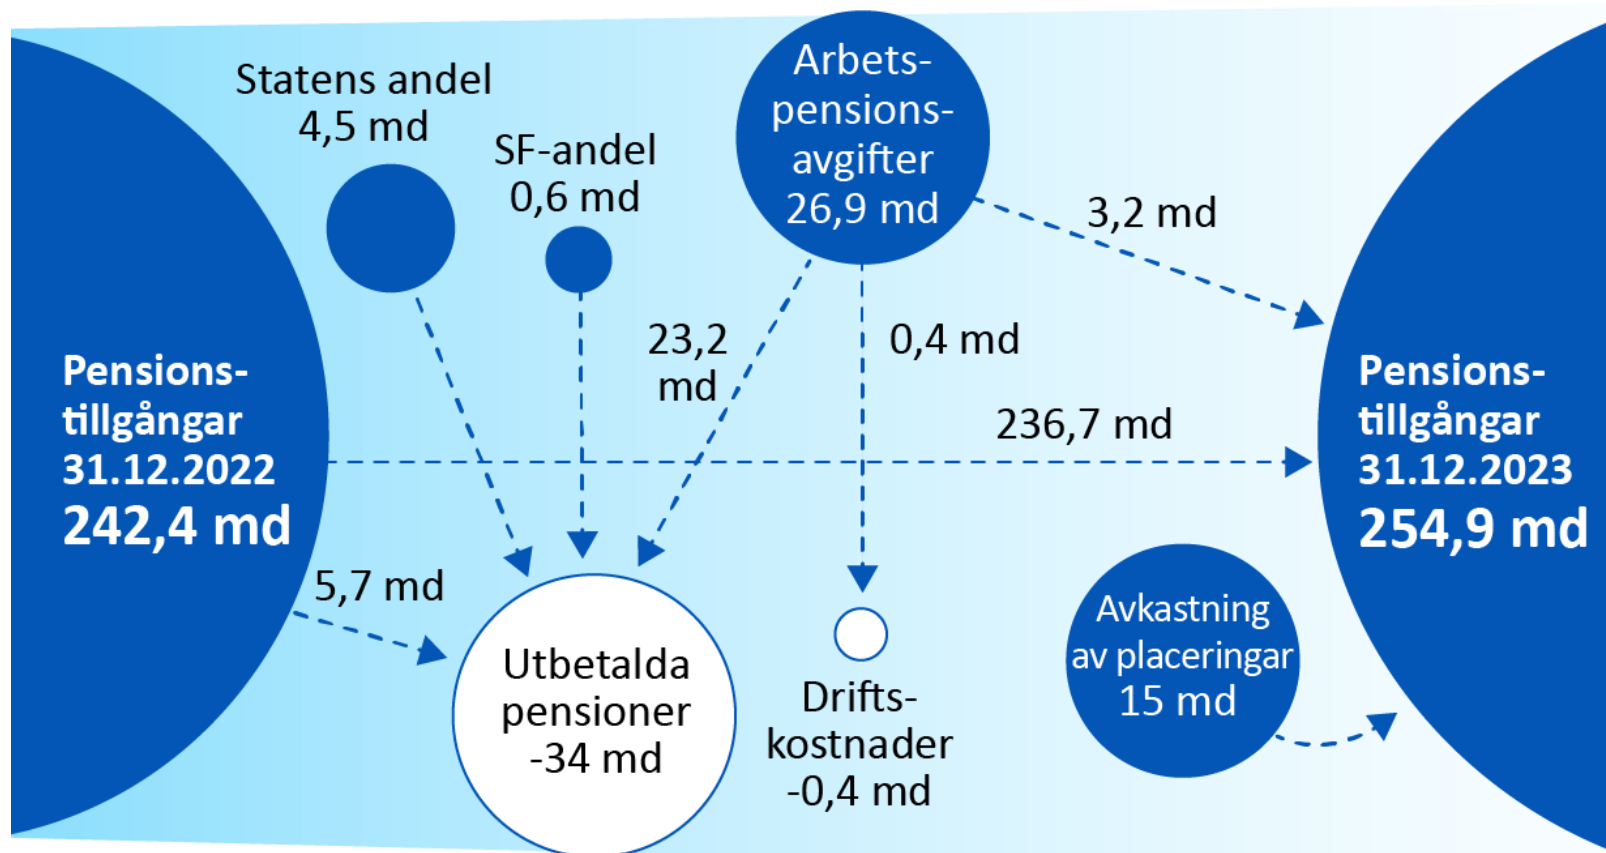 Statens andel
4,5 md
SF-andel
0,6 md
Arbets-
pensions-
avgifter
26,9 md
3,2 md
23,2
md
0,4 md
236,7 md
Pensions-
tillgångar
31.12.2022
242,4 md
Pensions-
tillgångar
31.12.2023
254,9 md
5,7 md
Utbetalda
pensioner
-34 md
Drifts-
kostnader
-0,4 md
Avkastning
av placeringar
15 md